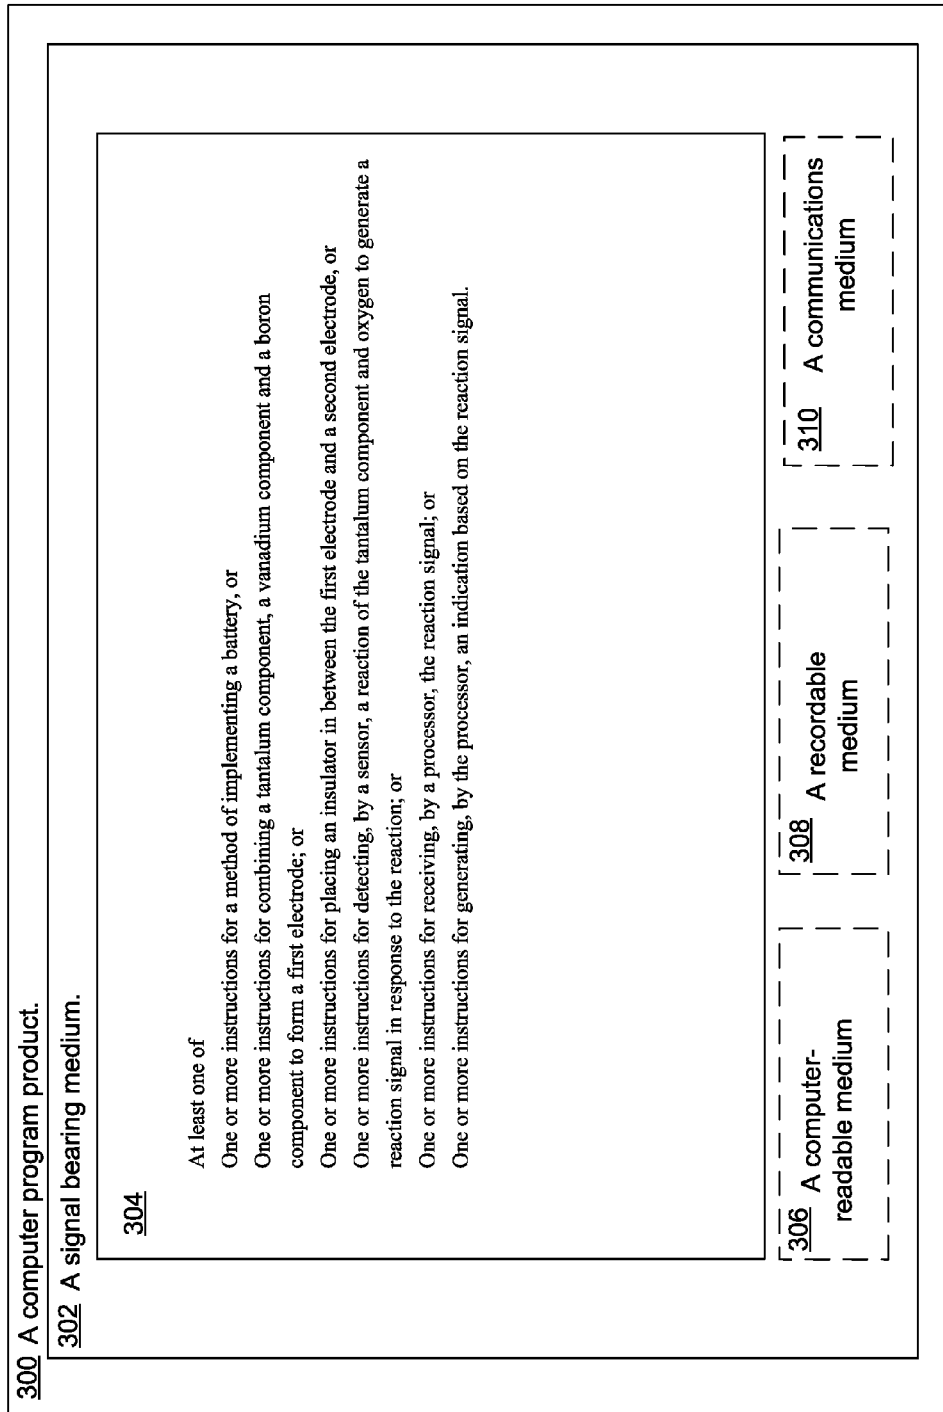 300 A computer program product.
302 A signal bearing medium.
304
At least one of
One or more instructions for a method of implementing a battery, or
One or more instructions for combining a tantalum component, a vanadium component and a boron
component to form a first electrode; or
One or more instructions for placing an insulator in between the first electrode and a second electrode, or
One or more instructions for detecting, by a sensor, a reaction of the tantalum component and oxygen to generate a
reaction signal in response to the reaction; or
One or more instructions for receiving, by a processor, the reaction signal; or
One or more instructions for generating, by the processor, an indication based on the reaction signal.
306 A computer-
readable medium
308 A recordable
medium
310 A communications
medium